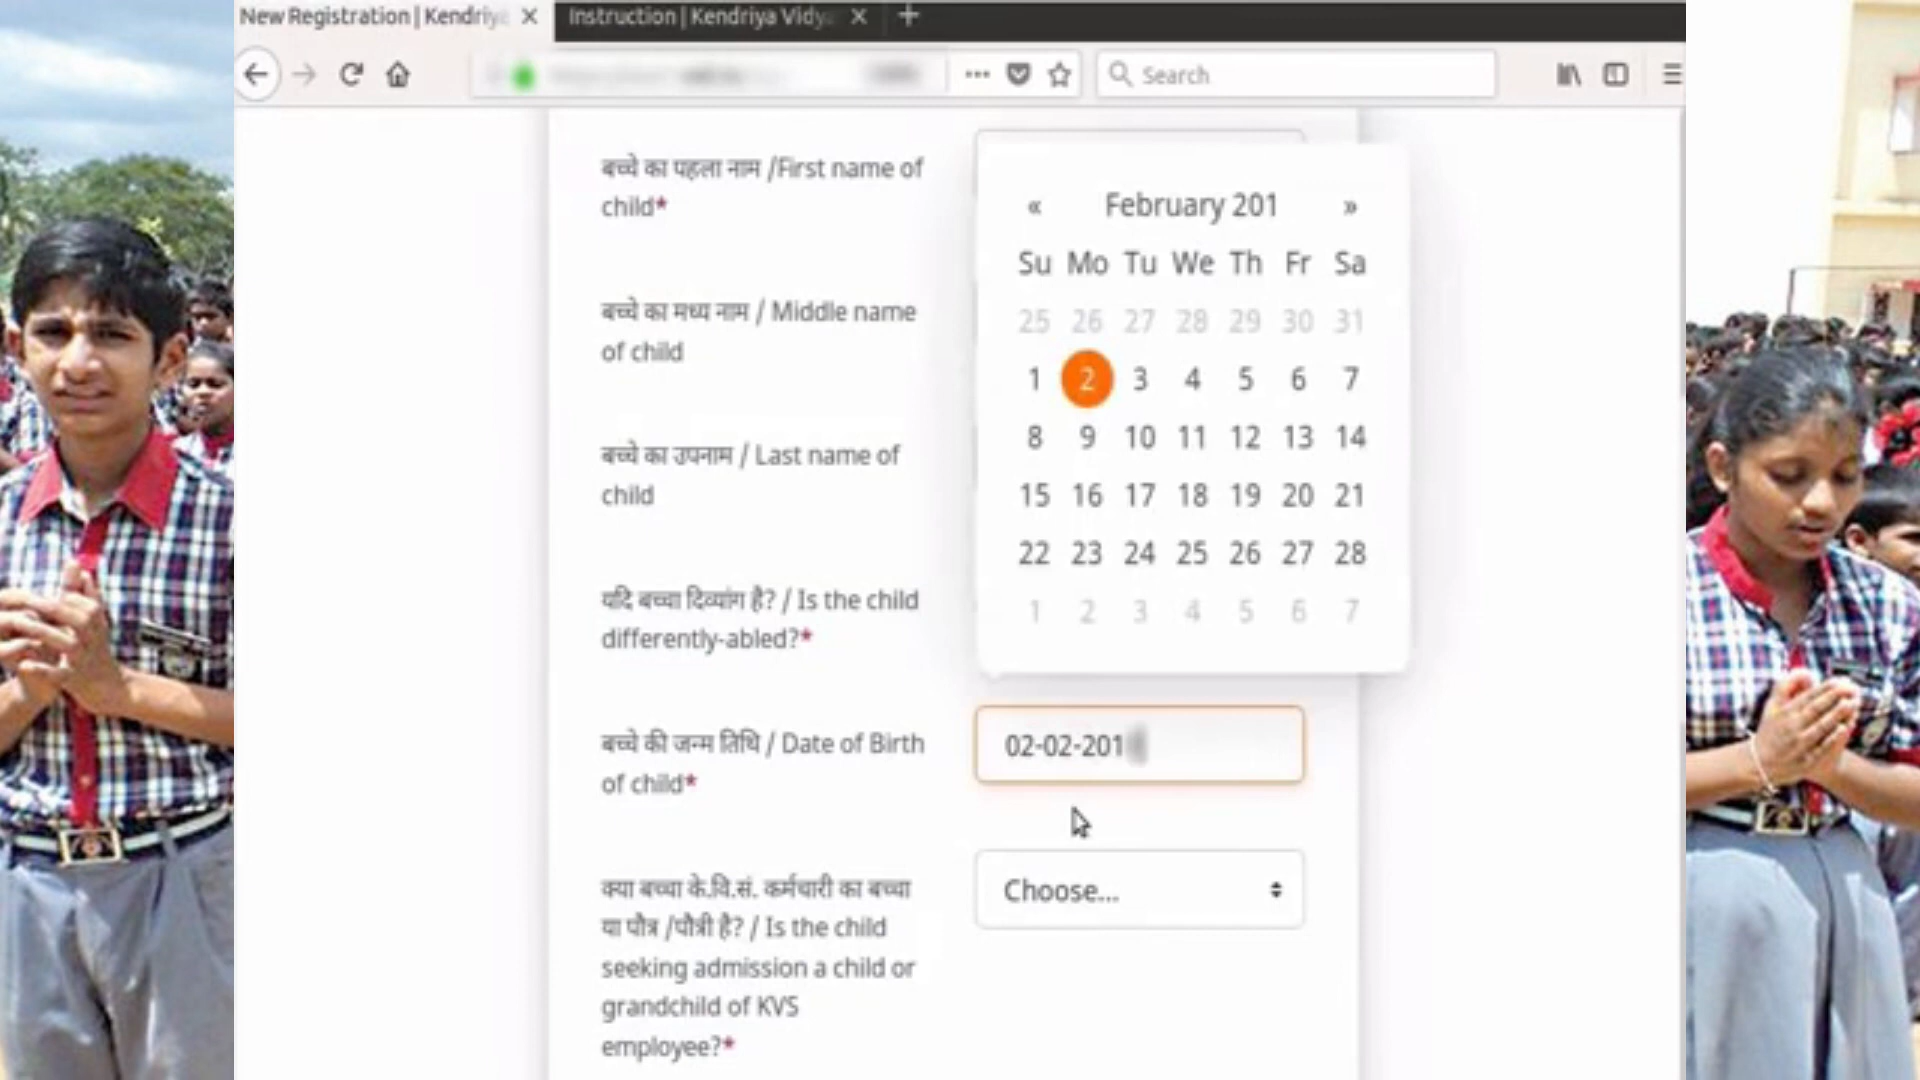 New Registration | Kendriya
Instruction | Kendriya Vidya
Search
बच्चे का पहला नाम /First name of
child*
बच्चे का मध्य नाम / Middle name
of child
बच्चे का उपनाम / Last name of
child
यदि बच्चा दिव्यांग है? / Is the child
differently-abled?*
बच्चे की जन्म तिथि / Date of Birth
of child*
क्या बच्चा के.वि.सं. कर्मचारी का बच्चा
या पौत्र /पौत्री है? / Is the child
seeking admission a child or
grandchild of KVS
employee?*
« February 201 »
Su Mo Tu We Th Fr Sa
25 26 27 28 29 30 31
1 2 3 4 5 6 7
8 9 10 11 12 13 14
15 16 17 18 19 20 21
22 23 24 25 26 27 28
1 2 3 4 5 6 7
02-02-201
Choose...